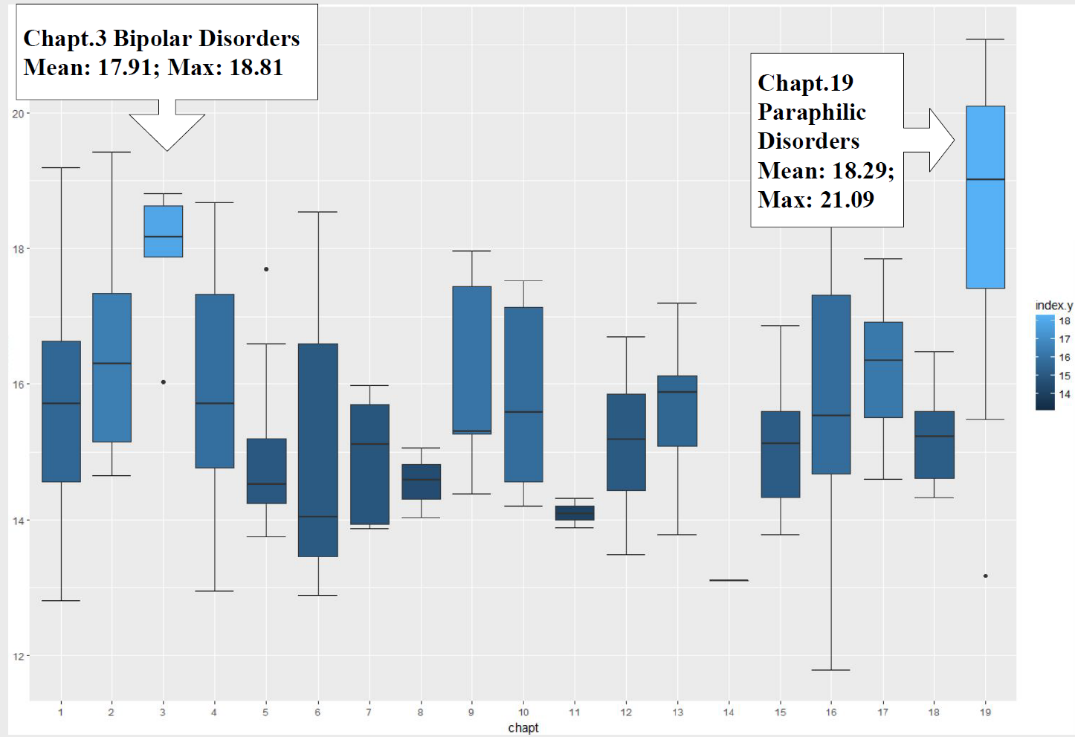 Chapt.3 Bipolar Disorders
Mean: 17.91; Max: 18.81
Chapt.19
Paraphilic
Disorders
Mean: 18.29;
Max: 21.09
20
18
16
14
12
index.y
18
17
16
15
14
1 2 3 4 5 6 7 8 9 10 11 12 13 14 15 16 17 18 19
chapt